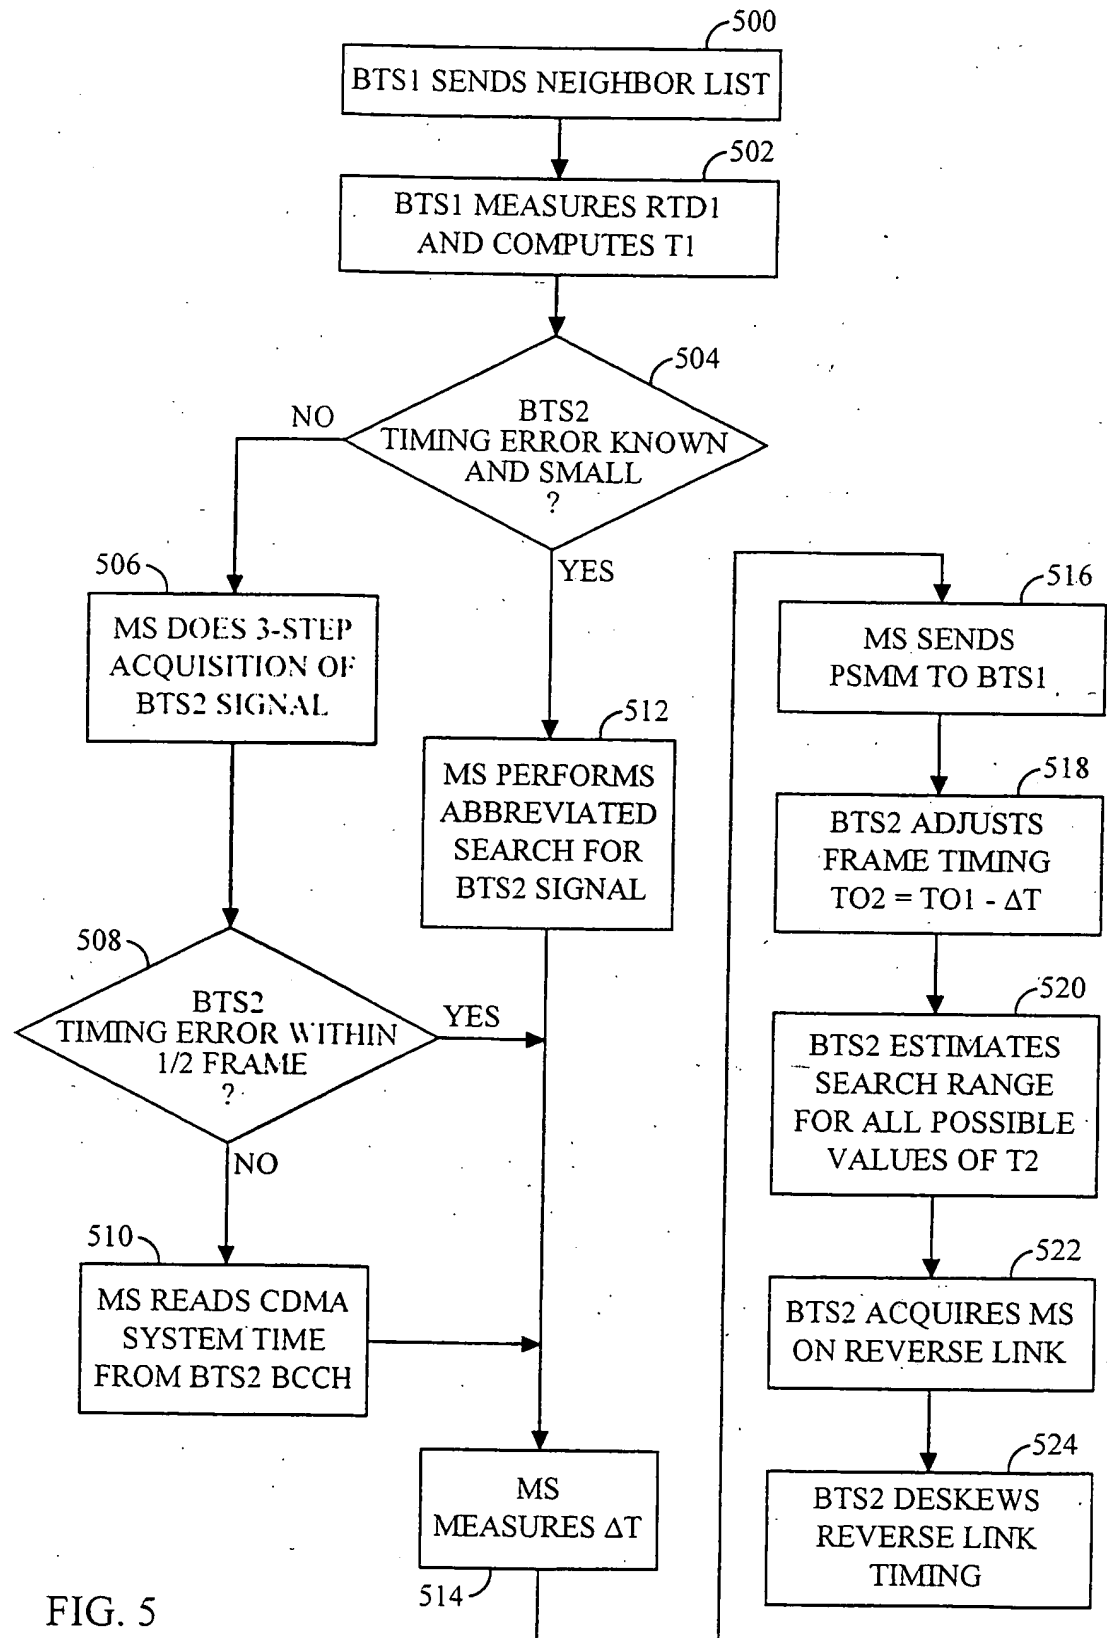 500
BTS1 SENDS NEIGHBOR LIST
502
BTS1 MEASURES RTD1
AND COMPUTES T1
504
BTS2
TIMING ERROR KNOWN
AND SMALL
?
NO
YES
506
MS DOES 3-STEP
ACQUISITION OF
BTS2 SIGNAL
512
MS PERFORMS
ABBREVIATED
SEARCH FOR
BTS2 SIGNAL
508
BTS2
TIMING ERROR WITHIN
1/2 FRAME
?
YES
NO
510
MS READS CDMA
SYSTEM TIME
FROM BTS2 BCCH
MS
MEASURES ΔT
514
516
MS SENDS
PSMM TO BTS1
518
BTS2 ADJUSTS
FRAME TIMING
TO2 = TO1 - ΔT
520
BTS2 ESTIMATES
SEARCH RANGE
FOR ALL POSSIBLE
VALUES OF T2
522
BTS2 ACQUIRES MS
ON REVERSE LINK
524
BTS2 DESKEWS
REVERSE LINK
TIMING
FIG. 5